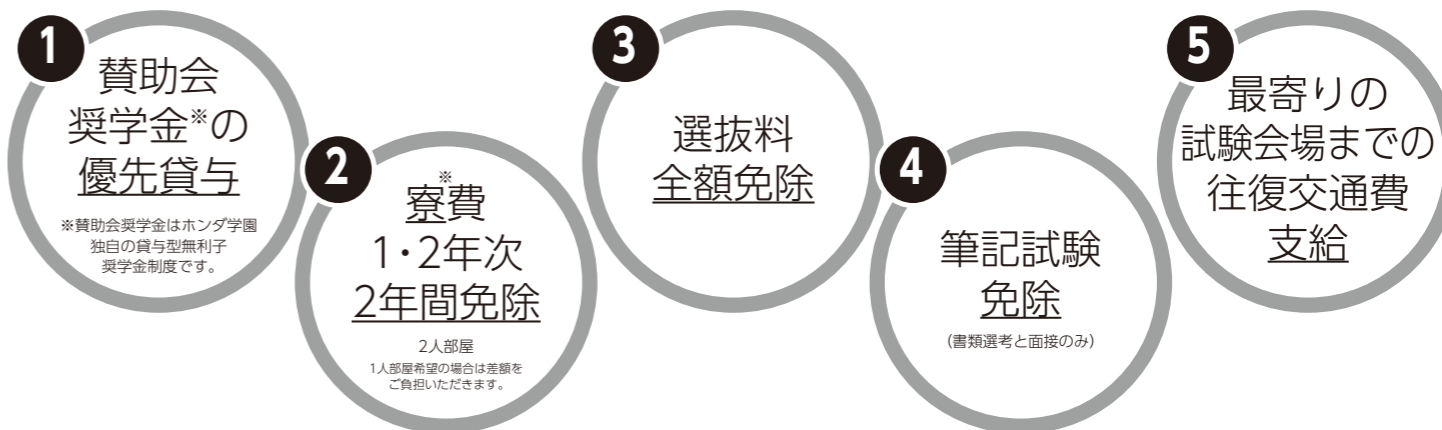 1
賛助会
奨学金※の
優先貸与
※賛助会奨学金はホンダ学園
独自の貸与型無利子
奨学金制度です。
2
※
寮費
1・2年次
2年間免除
2人部屋
1人部屋希望の場合は差額を
ご負担いただきます。
3
選抜料
全額免除
4
筆記試験
免除
(書類選考と面接のみ)
5
最寄りの
試験会場までの
往復交通費
支給